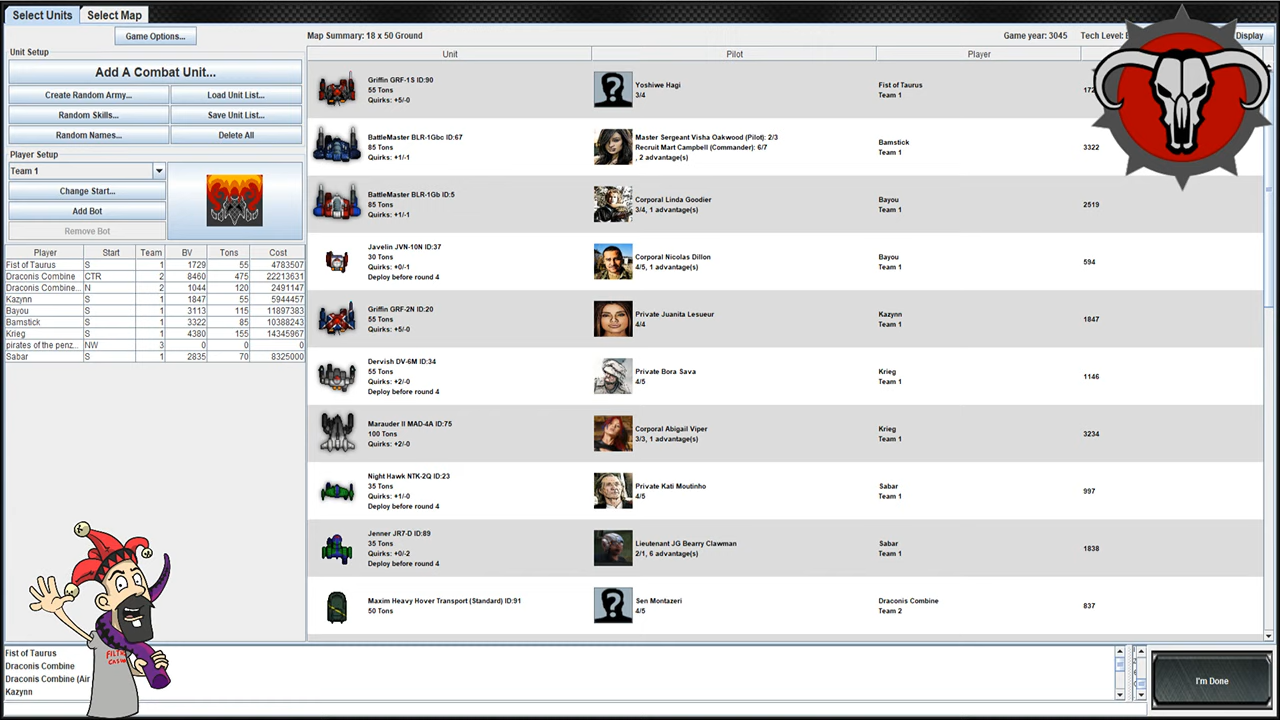 Select Units
Select Map
Game Options...
Map Summary: 18 x 50 Ground
Game year: 3045
Tech Level:
Display
Unit Setup
Add A Combat Unit...
Create Random Army...
Load Unit List...
Random Skills...
Save Unit List...
Random Names...
Delete All
Player Setup
Team 1
Change Start...
Add Bot
Remove Bot
Player Start Team BV Tons Cost
Fist of Taurus S 1 1729 55 4783507
Draconis Combine CTR 2 8460 475 22213631
Draconis Combine... N 2 1044 120 2491147
Kazynn S 1 1847 55 5944457
Bayou S 1 3113 115 11897383
Bamstick S 1 3322 85 10388243
Krieg S 1 4380 155 14345967
pirates of the penz... NW 3 0 0 0
Sabar S 1 2835 70 8325000
Unit Pilot Player
Griffin GRF-1S ID:90
55 Tons
Quirks: +5/-0
Yoshiwe Hagi
3/4
Fist of Taurus
Team 1
BattleMaster BLR-1Gbc ID:67
85 Tons
Quirks: +1/-1
Master Sergeant Visha Oakwood (Pilot): 2/3
Recruit Mart Campbell (Commander): 6/7
, 2 advantage(s)
Bamstick
Team 1
3322
BattleMaster BLR-1Gb ID:5
85 Tons
Quirks: +1/-1
Corporal Linda Goodier
3/4, 1 advantage(s)
Bayou
Team 1
2519
Javelin JVN-10N ID:37
30 Tons
Quirks: +0/-1
Deploy before round 4
Corporal Nicolas Dillon
4/5, 1 advantage(s)
Bayou
Team 1
594
Griffin GRF-2N ID:20
55 Tons
Quirks: +5/-0
Private Juanita Lesueur
4/4
Kazynn
Team 1
1847
Dervish DV-6M ID:34
55 Tons
Quirks: +2/-0
Deploy before round 4
Private Bora Sava
4/5
Krieg
Team 1
1146
Marauder II MAD-4A ID:75
100 Tons
Quirks: +2/-0
Corporal Abigail Viper
3/3, 1 advantage(s)
Krieg
Team 1
3234
Night Hawk NTK-2Q ID:23
35 Tons
Quirks: +1/-0
Deploy before round 4
Private Kati Moutinho
4/5
Sabar
Team 1
997
Jenner JR7-D ID:89
35 Tons
Quirks: +0/-2
Deploy before round 4
Lieutenant JG Bearry Clawman
2/1, 6 advantage(s)
Sabar
Team 1
1838
Maxim Heavy Hover Transport (Standard) ID:91
50 Tons
Sen Montazeri
4/5
Draconis Combine
Team 2
837
Fist of Taurus
Draconis Combine
Draconis Combine (Air
Kazynn
I'm Done